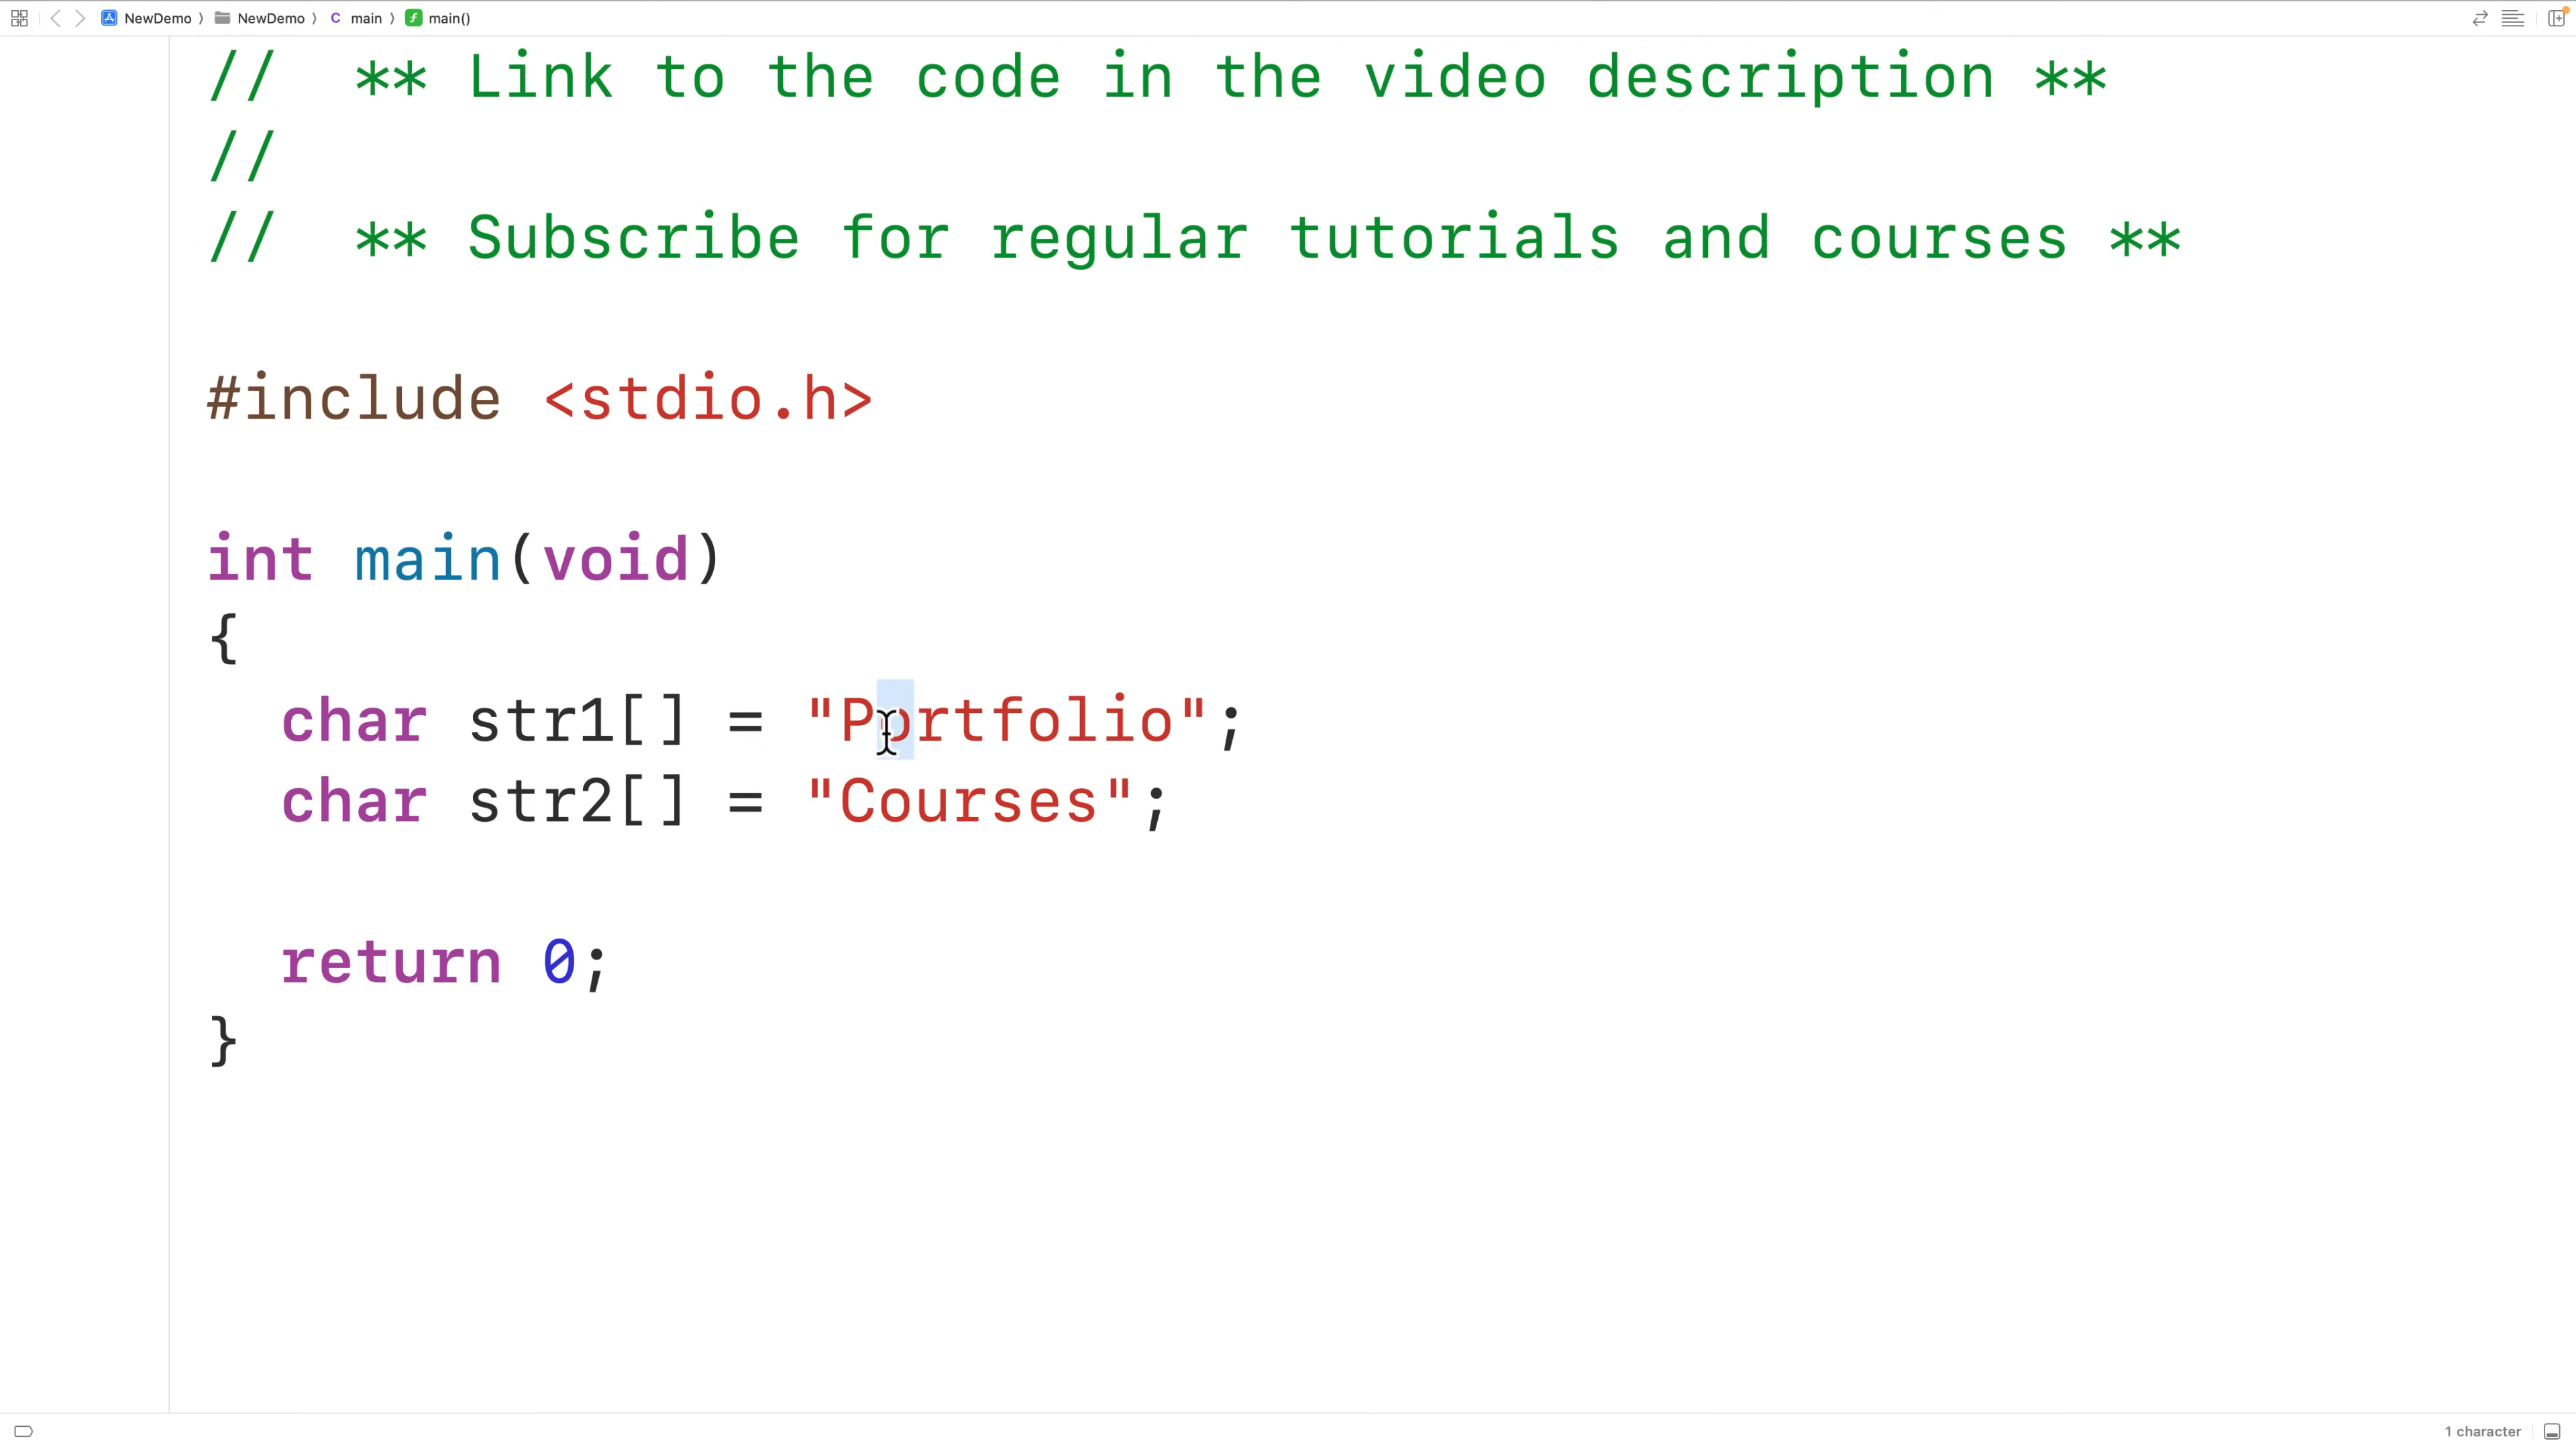 NewDemo 〉 NewDemo 〉 C main 〉 f main()
// ** Link to the code in the video description **
//
// ** Subscribe for regular tutorials and courses **
#include <stdio.h>
int main(void)
{
char str1[] = "Portfolio";
char str2[] = "Courses";
return 0;
}
1 character